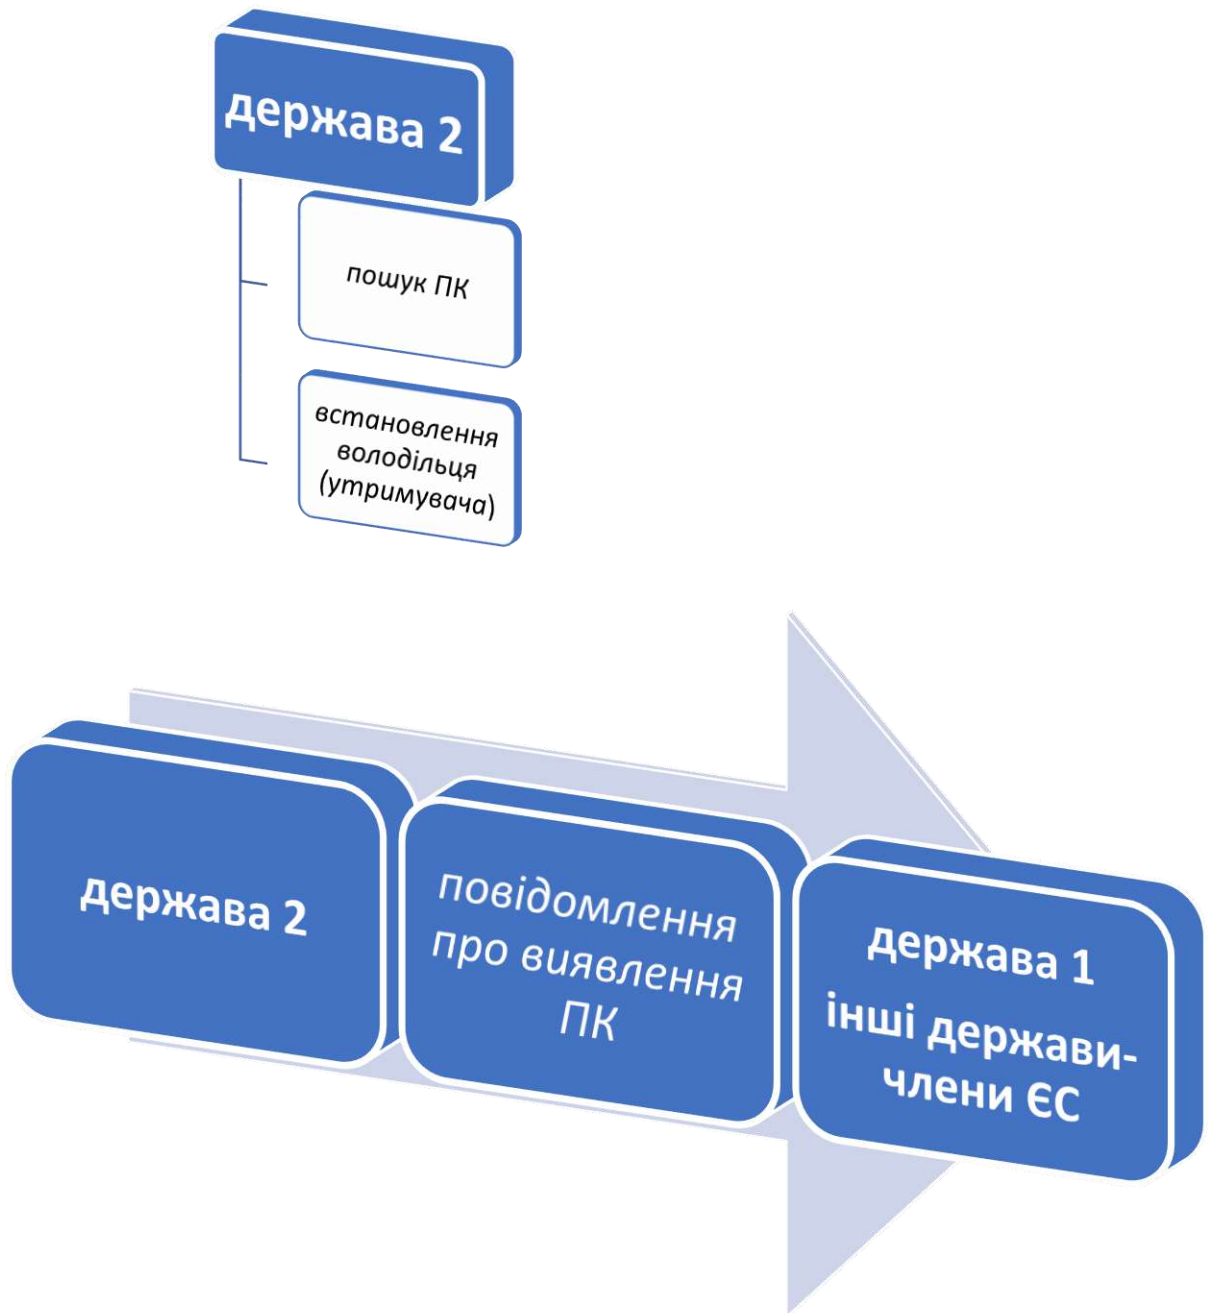 держава 2
пошук ПК
встановлення
володільця
(утримувача)
держава 2
повідомлення
про виявлення
ПК
держава 1
інші держави-
члени ЄС